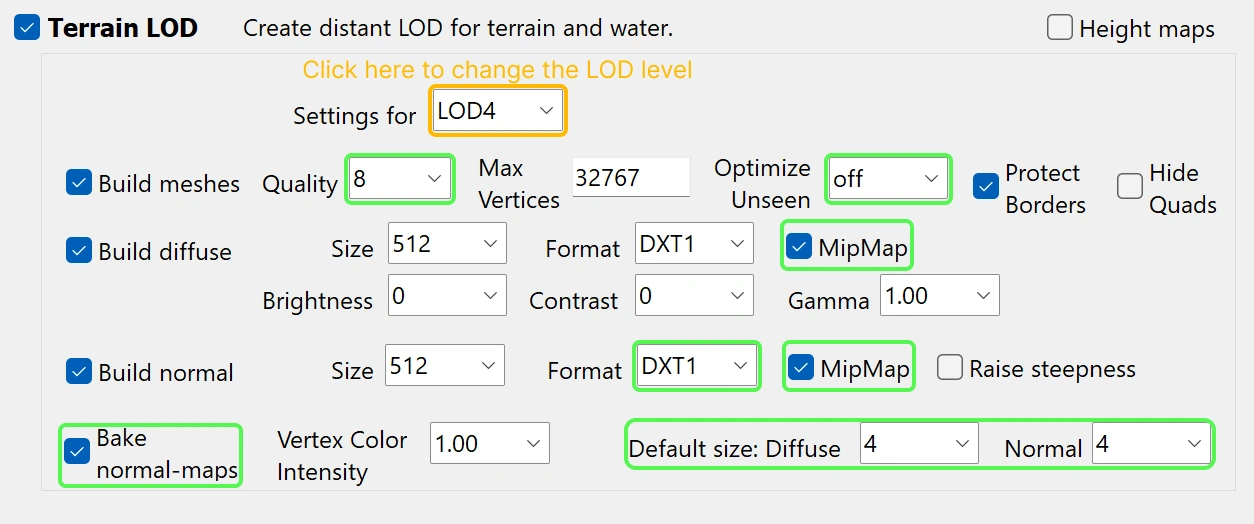 Terrain LOD Create distant LOD for terrain and water. Height maps
Click here to change the LOD level
Settings for LOD4
Build meshes Quality 8 Max Vertices 32767 Optimize Unseen off Protect Borders Hide Quads
Build diffuse Size 512 Format DXT1 MipMap
Brightness 0 Contrast 0 Gamma 1.00
Build normal Size 512 Format DXT1 MipMap Raise steepness
Bake normal-maps Vertex Color Intensity 1.00 Default size: Diffuse 4 Normal 4